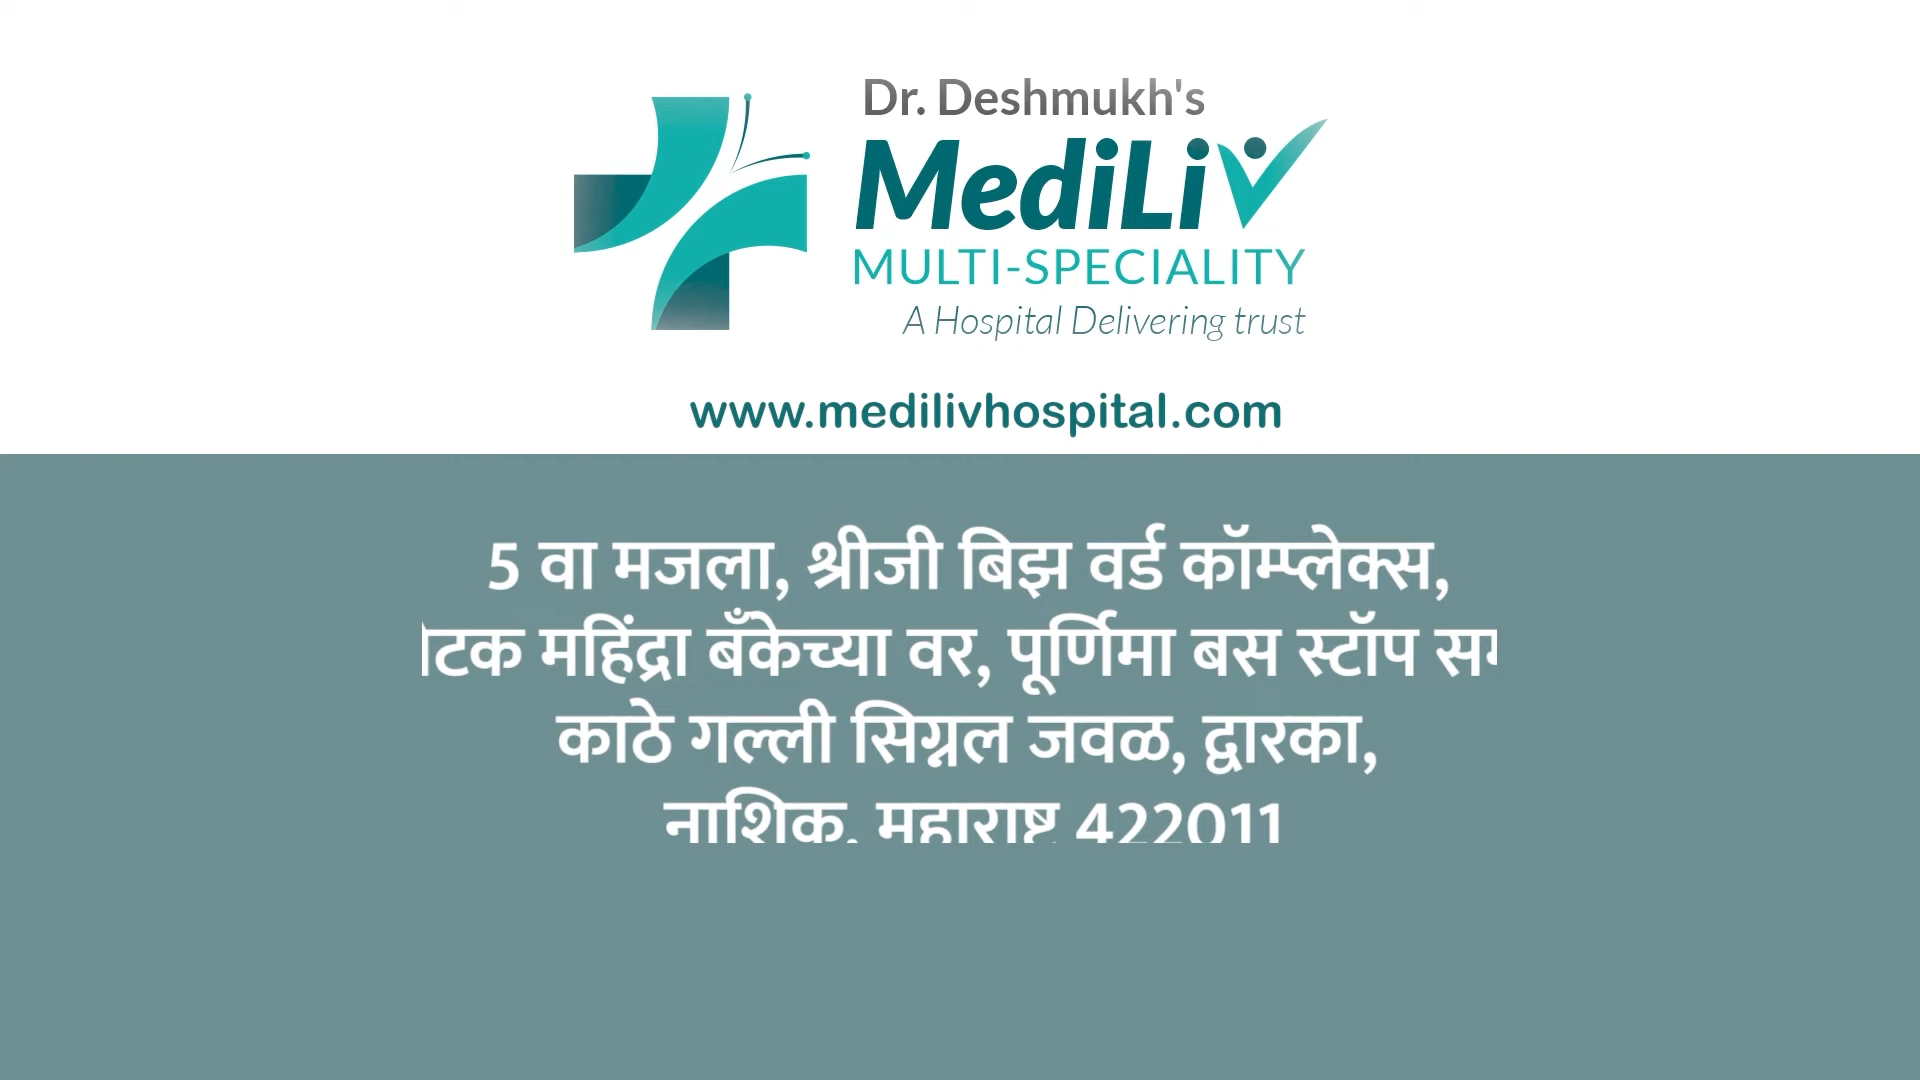 Dr. Deshmukh's
MediLiv
MULTI-SPECIALITY
A Hospital Delivering trust
www.medilivhospital.com
5 वा मजला, श्रीजी बिझ वर्ड कॉम्प्लेक्स,
महिंद्रा बँकेच्या वर, पूर्णिमा बस स्टॉप
काठे गल्ली सिग्नल जवळ, द्वारका,
नाशिक, महाराष्ट्र 422011